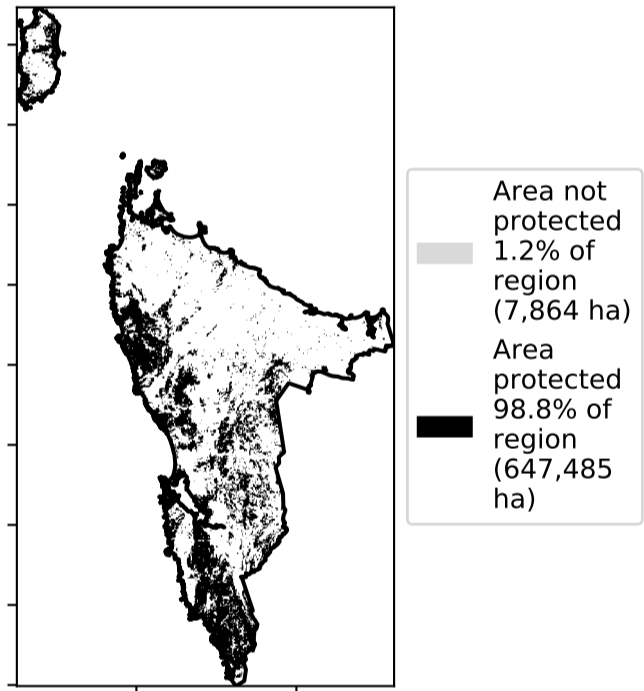 Area not
protected
1.2% of
region
(7,864 ha)
Area
protected
98.8% of
region
(647,485
ha)